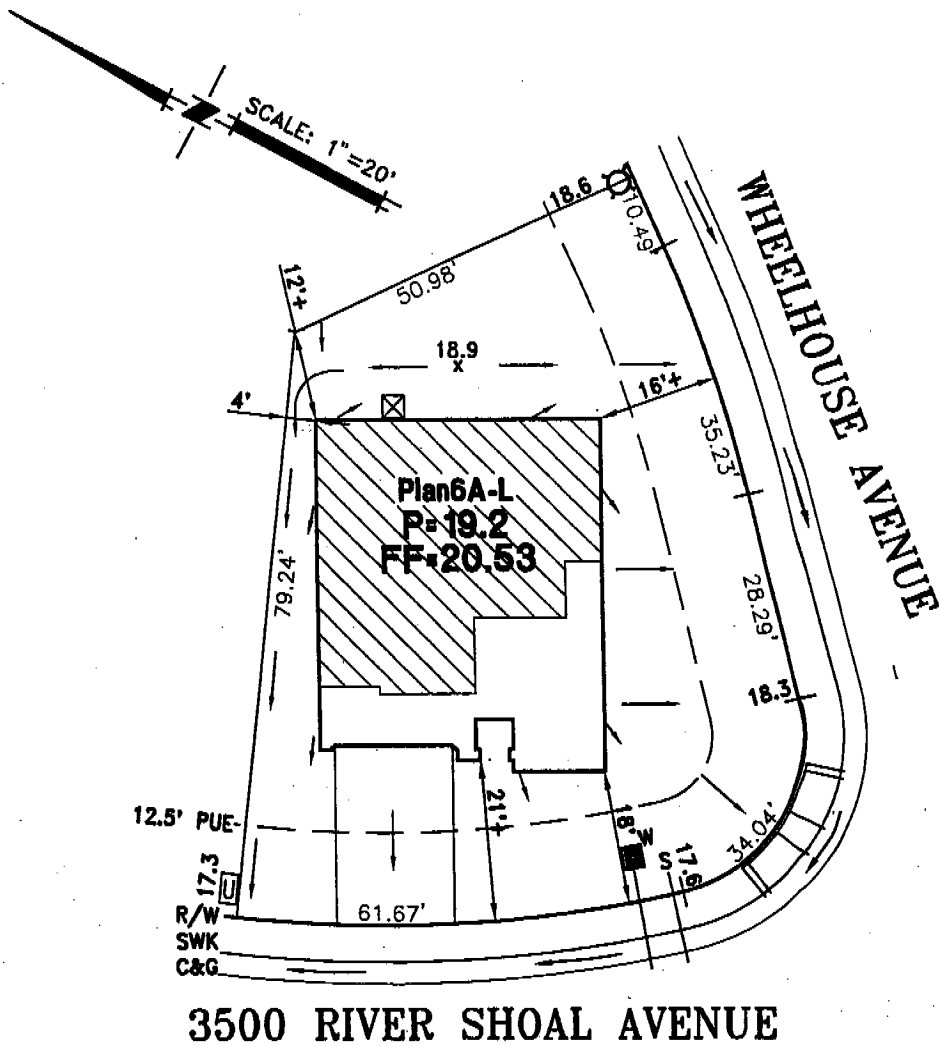 SCALE: 1"=20'
WHEELHOUSE AVENUE
18.6
10.49'
50.98'
12'+
18.9
x
16'+
4'
35.23'
Plan6A-L
P=19.2
FF=20.53
79.24'
28.29'
18.3
12.5' PUE
21'+
18'
W
S
17.6
34.04'
17.3
U
R/W
61.67'
SWK
C&G
3500 RIVER SHOAL AVENUE